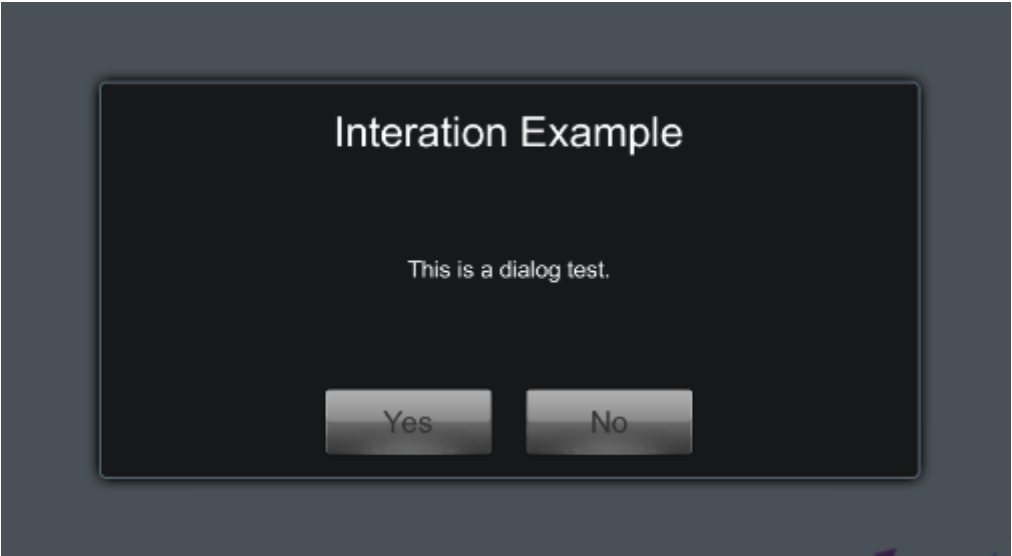 Interation Example
This is a dialog test.
Yes
No